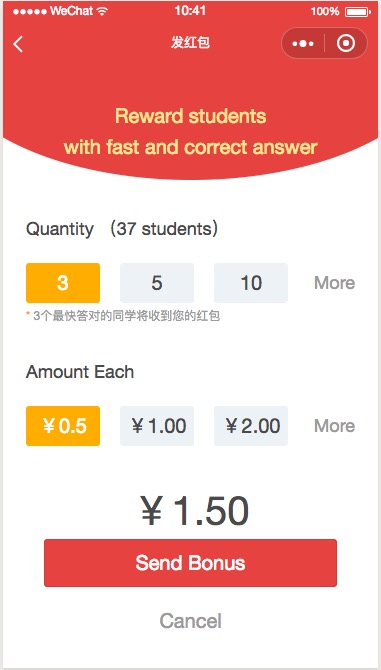 ●●●●● WeChat 10:41 100%
发红包
Reward students
with fast and correct answer
Quantity （37 students）
3 5 10 More
* 3个最快答对的同学将收到您的红包
Amount Each
￥0.5 ￥1.00 ￥2.00 More
￥1.50
Send Bonus
Cancel